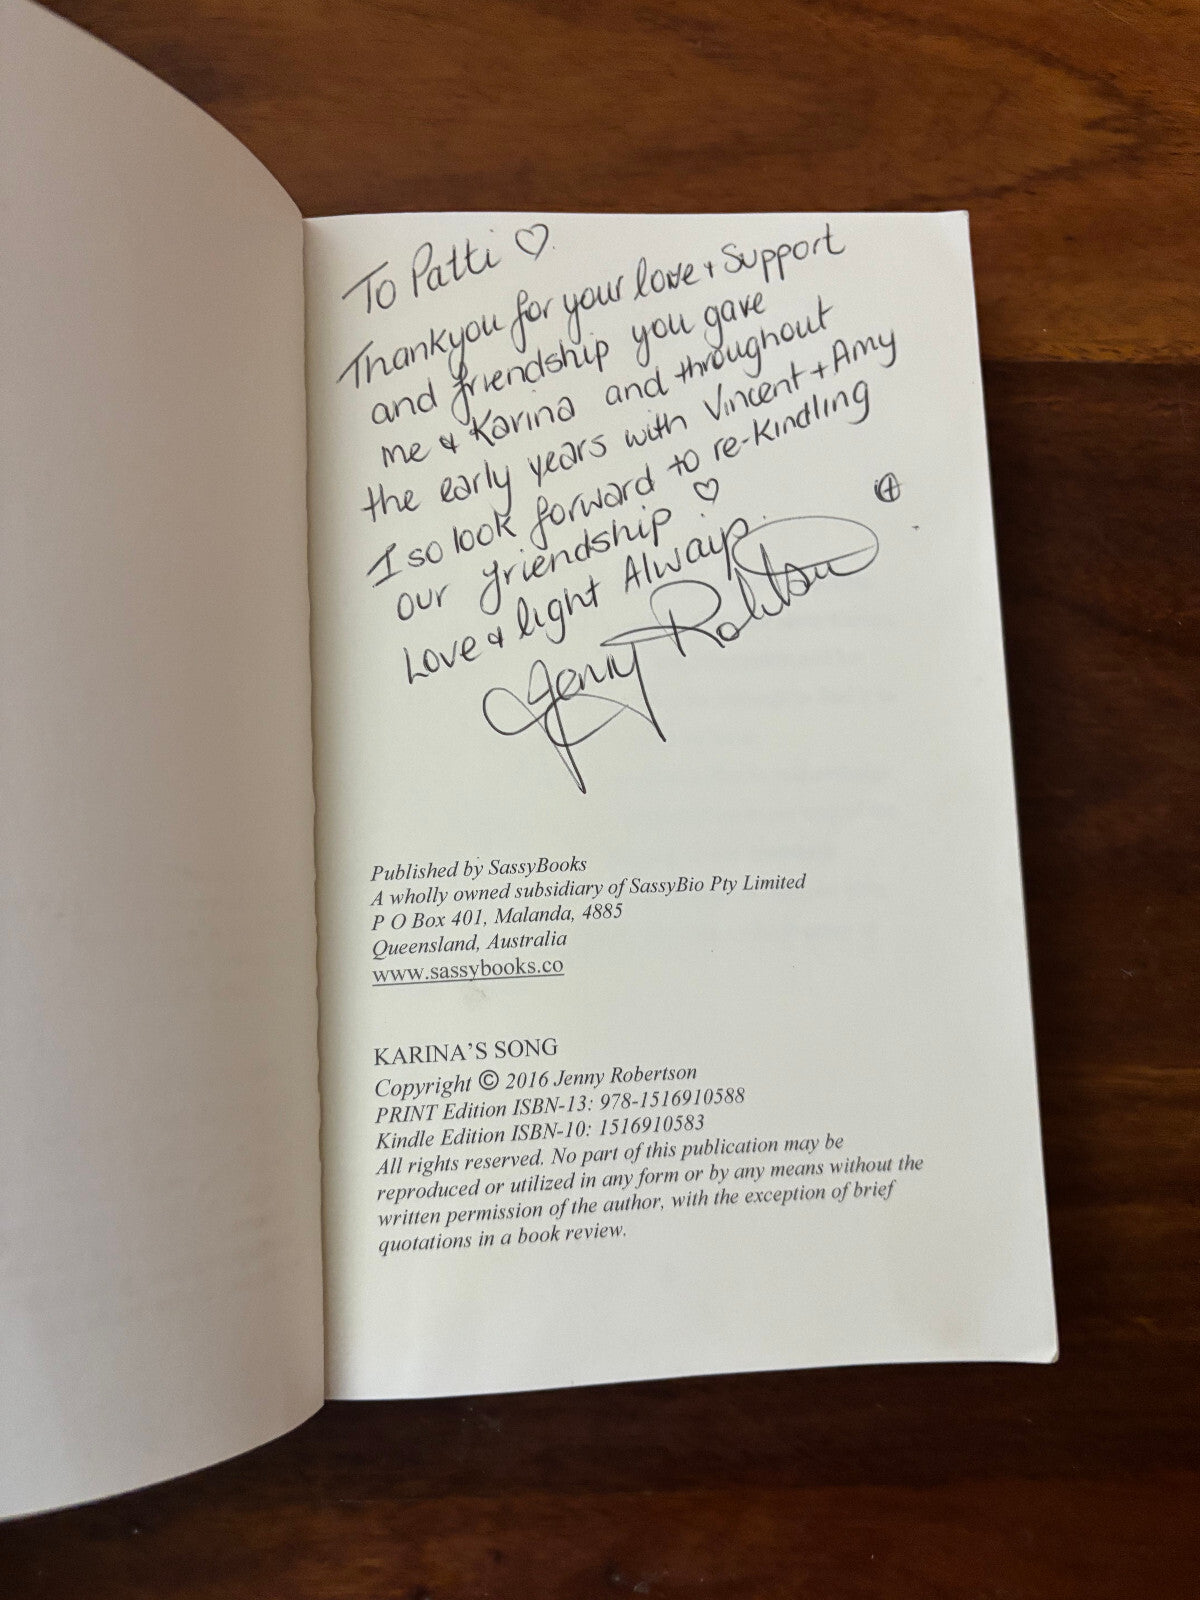 To Patti ♡
Thankyou for your love + Support
and friendship you gave
me & Karina and throughout
the early years with Vincent + Amy
I so look forward to re-kindling
our friendship ♡
Love & light Always
Jenny Robertson
Published by SassyBooks
A wholly owned subsidiary of SassyBio Pty Limited
P O Box 401, Malanda, 4885
Queensland, Australia
www.sassybooks.co
KARINA'S SONG
Copyright © 2016 Jenny Robertson
PRINT Edition ISBN-13: 978-1516910588
Kindle Edition ISBN-10: 1516910583
All rights reserved. No part of this publication may be
reproduced or utilized in any form or by any means without the
written permission of the author, with the exception of brief
quotations in a book review.